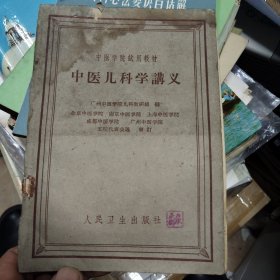 中医学院试用教材
中医儿科学講义
广州中医学院儿科教研组 編
北京中医学院 南京中医学院 上海中医学院
成都中医学院 广州中医学院
五院代表会議 审訂
人民卫生出版社